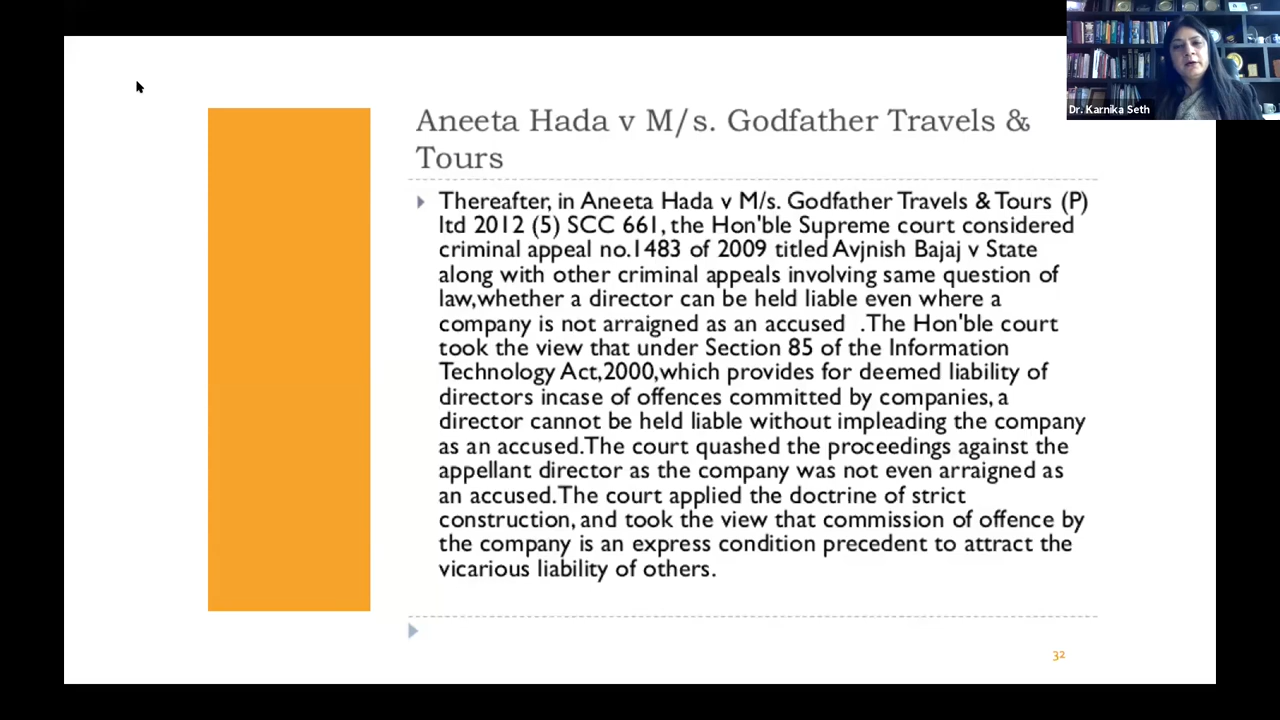 Dr. Karnika Seth
Aneeta Hada v M/s. Godfather Travels &
Tours
Thereafter, in Aneeta Hada v M/s. Godfather Travels & Tours (P)
ltd 2012 (5) SCC 661, the Hon'ble Supreme court considered
criminal appeal no.1483 of 2009 titled Avjnish Bajaj v State
along with other criminal appeals involving same question of
law,whether a director can be held liable even where a
company is not arraigned as an accused .The Hon'ble court
took the view that under Section 85 of the Information
Technology Act,2000,which provides for deemed liability of
directors incase of offences committed by companies, a
director cannot be held liable without impleading the company
as an accused.The court quashed the proceedings against the
appellant director as the company was not even arraigned as
an accused.The court applied the doctrine of strict
construction, and took the view that commission of offence by
the company is an express condition precedent to attract the
vicarious liability of others.
32